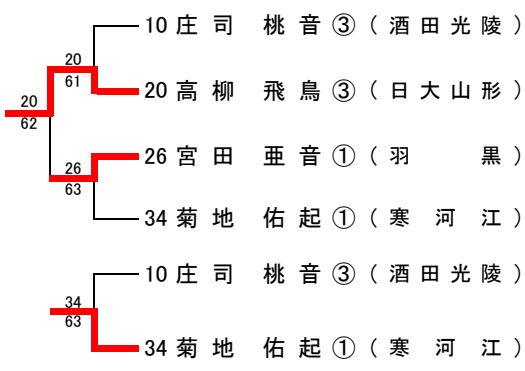 10 庄司 桃音 ③ (酒田光陵)
20
61
20 高柳 飛鳥 ③ (日大山形)
20
62
26 宮田 亜音 ① (羽黒)
26
63
34 菊地 佑起 ① (寒河江)
10 庄司 桃音 ③ (酒田光陵)
34
63
34 菊地 佑起 ① (寒河江)